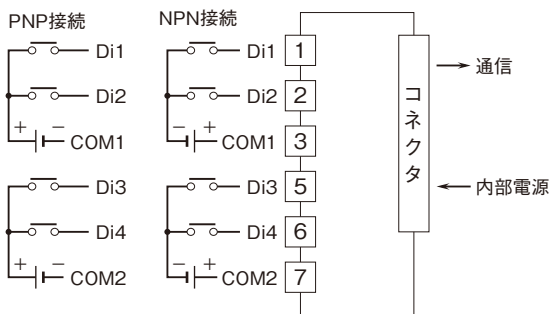 PNP接続 NPN接続
Di1 Di1 1
Di2 Di2 2
+ − COM1 − + COM1 3
Di3 Di3 5
Di4 Di4 6
+ − COM2 − + COM2 7
コネクタ
通信
内部電源